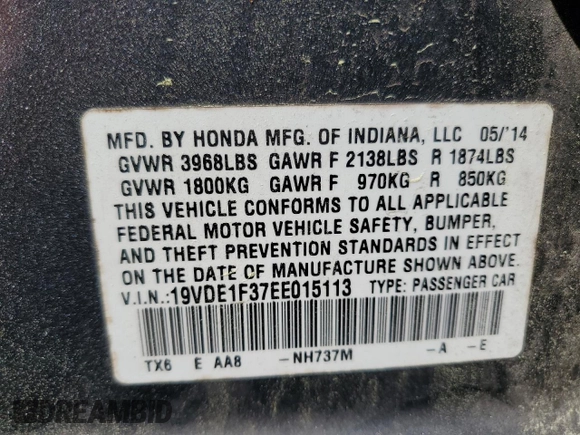 MFD. BY HONDA MFG. OF INDIANA, LLC 05/'14
GVWR 3968LBS GAWR F 2138LBS R 1874LBS
GVWR 1800KG GAWR F 970KG R 850KG
THIS VEHICLE CONFORMS TO ALL APPLICABLE
FEDERAL MOTOR VEHICLE SAFETY, BUMPER,
AND THEFT PREVENTION STANDARDS IN EFFECT
ON THE DATE OF MANUFACTURE SHOWN ABOVE.
V.I.N.:19VDE1F37EE015113 TYPE: PASSENGER CAR
TX6 E AA8 -NH737M -A -E
DREAMBID